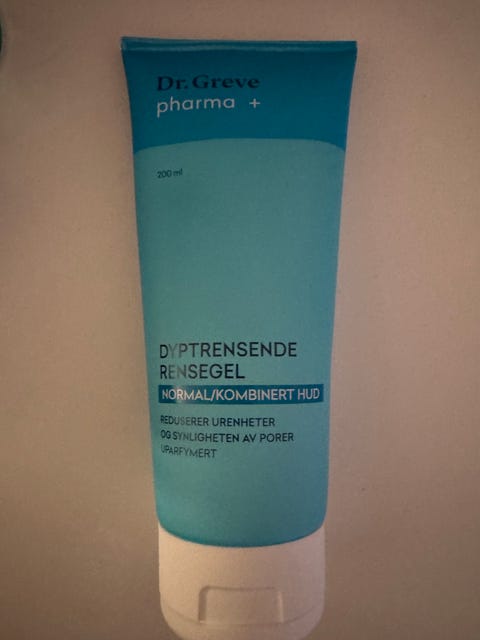 Dr. Greve
pharma +
200 ml
DYPTRENSENDE
RENSEGEL
NORMAL/KOMBINERT HUD
REDUSERER URENHETER
OG SYNLIGHETEN AV PORER
UPARFYMERT